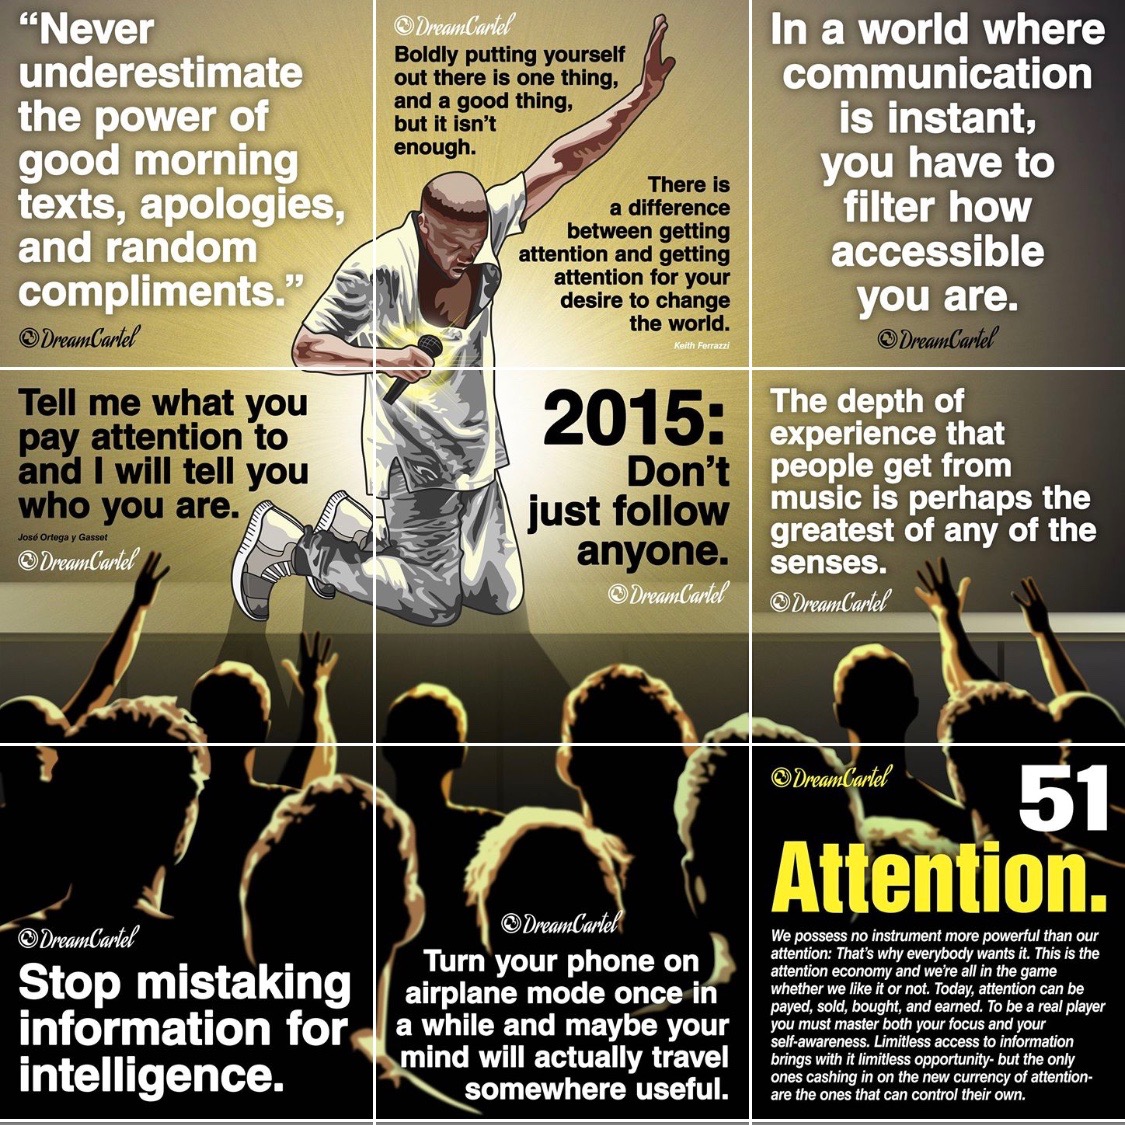 “Never
underestimate
the power of
good morning
texts, apologies,
and random
compliments.”
DreamCartel
DreamCartel
Boldly putting yourself
out there is one thing,
and a good thing,
but it isn't
enough.
There is
a difference
between getting
attention and getting
attention for your
desire to change
the world.
Keith Ferrazzi
In a world where
communication
is instant,
you have to
filter how
accessible
you are.
DreamCartel
Tell me what you
pay attention to
and I will tell you
who you are.
José Ortega y Gasset
DreamCartel
2015:
Don't
just follow
anyone.
DreamCartel
The depth of
experience that
people get from
music is perhaps the
greatest of any of the
senses.
DreamCartel
DreamCartel
Stop mistaking
information for
intelligence.
DreamCartel
Turn your phone on
airplane mode once in
a while and maybe your
mind will actually travel
somewhere useful.
DreamCartel
51
Attention.
We possess no instrument more powerful than our
attention: That's why everybody wants it. This is the
attention economy and we're all in the game
whether we like it or not. Today, attention can be
payed, sold, bought, and earned. To be a real player
you must master both your focus and your
self-awareness. Limitless access to information
brings with it limitless opportunity- but the only
ones cashing in on the new currency of attention-
are the ones that can control their own.